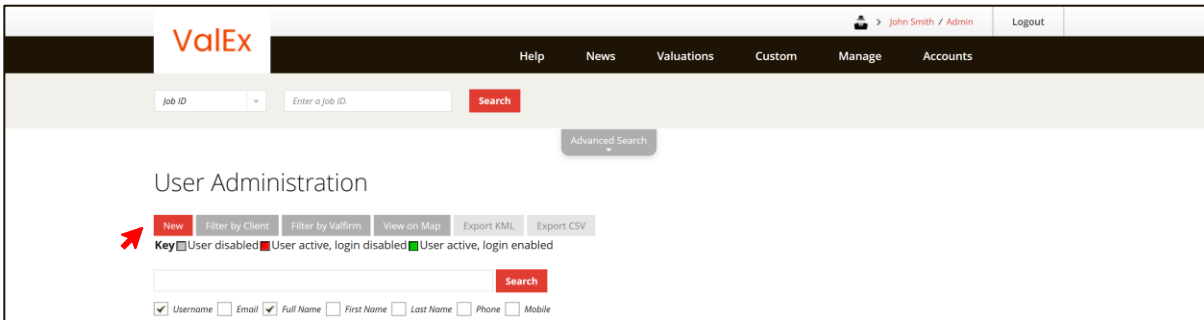 > John Smith / Admin Logout
ValEx
Help News Valuations Custom Manage Accounts
Job ID Enter a Job ID. Search
Advanced Search
User Administration
New Filter by Client Filter by Valfirm View on Map Export KML Export CSV
Key User disabled User active, login disabled User active, login enabled
Search
Username Email Full Name First Name Last Name Phone Mobile